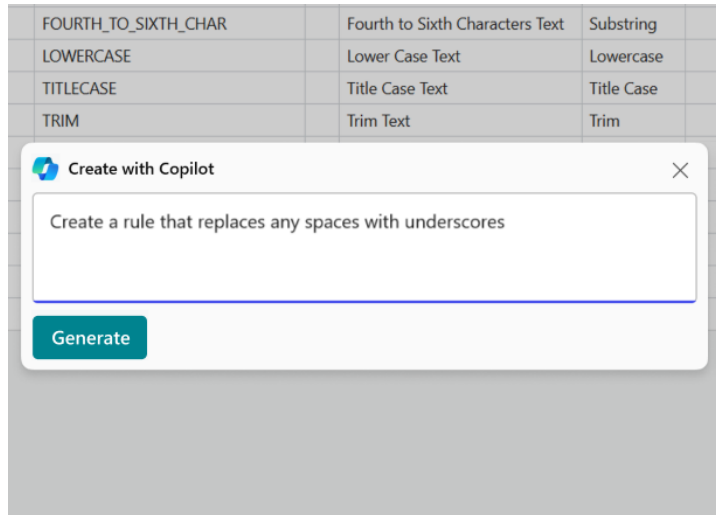 FOURTH_TO_SIXTH_CHAR Fourth to Sixth Characters Text Substring
LOWERCASE Lower Case Text Lowercase
TITLECASE Title Case Text Title Case
TRIM Trim Text Trim
Create with Copilot
Create a rule that replaces any spaces with underscores
Generate